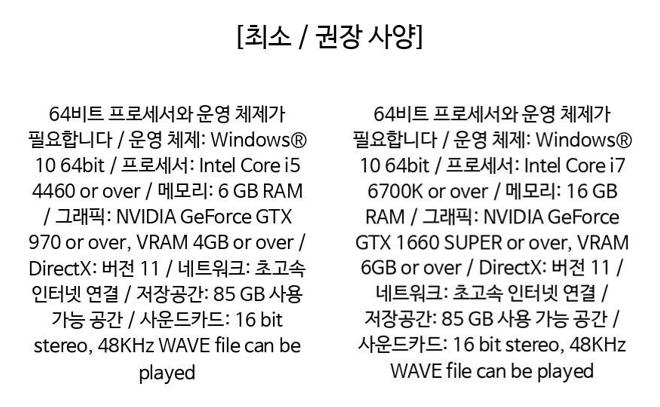 [최소 / 권장 사양]
64비트 프로세서와 운영 체제가
필요합니다 / 운영 체제: Windows®
10 64bit / 프로세서: Intel Core i5
4460 or over / 메모리: 6 GB RAM
/ 그래픽: NVIDIA GeForce GTX
970 or over, VRAM 4GB or over /
DirectX: 버전 11 / 네트워크: 초고속
인터넷 연결 / 저장공간: 85 GB 사용
가능 공간 / 사운드카드: 16 bit
stereo, 48KHz WAVE file can be
played
64비트 프로세서와 운영 체제가
필요합니다 / 운영 체제: Windows®
10 64bit / 프로세서: Intel Core i7
6700K or over / 메모리: 16 GB
RAM / 그래픽: NVIDIA GeForce
GTX 1660 SUPER or over, VRAM
6GB or over / DirectX: 버전 11 /
네트워크: 초고속 인터넷 연결 /
저장공간: 85 GB 사용 가능 공간 /
사운드카드: 16 bit stereo, 48KHz
WAVE file can be played